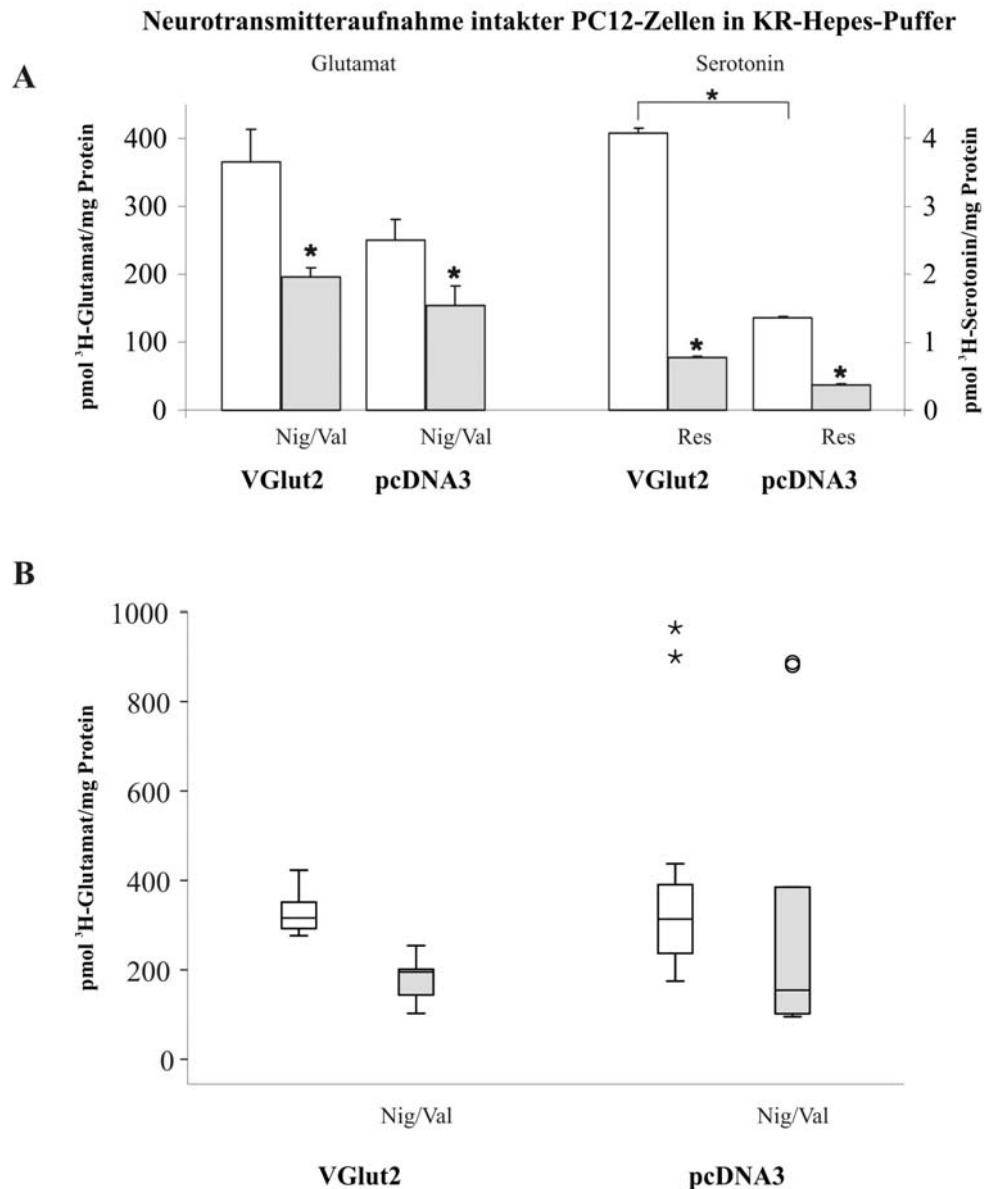 Neurotransmitteraufnahme intakter PC12-Zellen in KR-Hepes-Puffer
A
Glutamat
Serotonin
pmol ³H-Glutamat/mg Protein
400
300
200
100
0
*
*
*
*
*
pmol ³H-Serotonin/mg Protein
4
3
2
1
0
Nig/Val
Nig/Val
Res
Res
VGlut2
pcDNA3
VGlut2
pcDNA3
B
pmol ³H-Glutamat/mg Protein
1000
800
600
400
200
0
Nig/Val
Nig/Val
VGlut2
pcDNA3